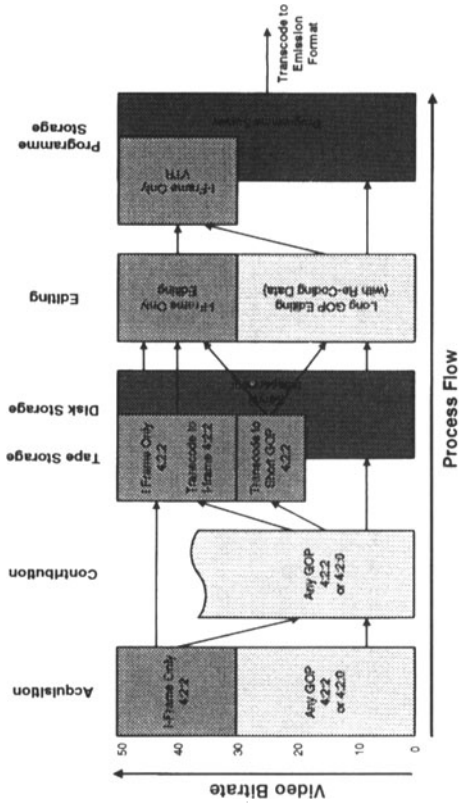 Acquisition
Contribution
Tape Storage
Disk Storage
Editing
Programme
Storage
Video Bitrate
50
40
30
20
10
0
I-Frame Only
4:2:2
Any GOP
4:2:2
or 4:2:0
Any GOP
4:2:2
or 4:2:0
I Frame Only
4:2:2
Transcode to
I-Frame 4:2:2
Transcode to
Short GOP
4:2:2
I-Frame Only
Editing
Long GOP Editing
(with Re-Coding Data)
I-Frame Only
VTR
Programme Server
Transcode to
Emission
Format
Process Flow